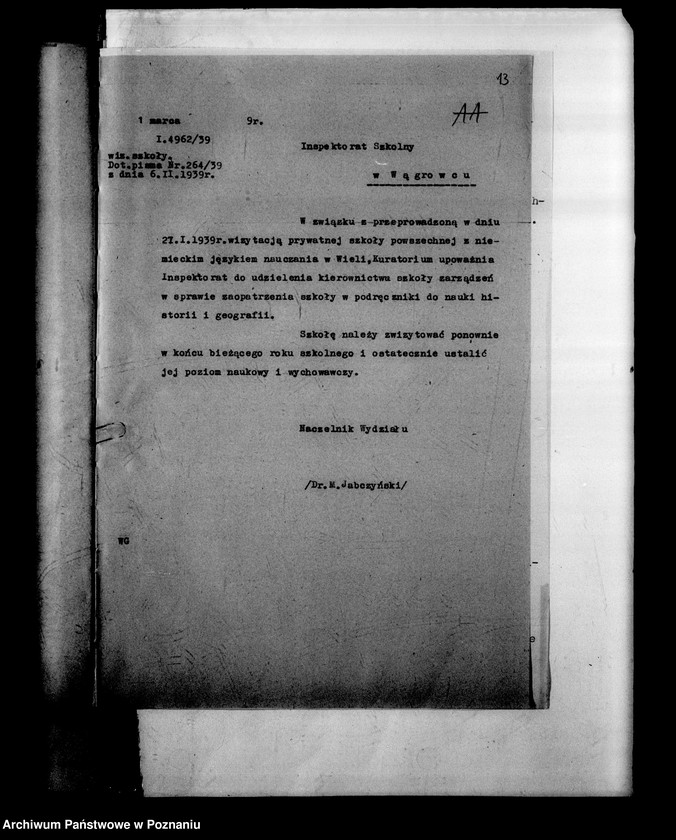 13
AA
1 marca 9r.
I.4962/39
Inspektorat Szkolny
wiz.szkoły.
Dot.pisma Nr.264/39
z dnia 6.II.1939r.
w Wągrowcu
h-
W związku z przeprowadzoną w dniu
27.I.1939r.wizytacją prywatnej szkoły powszechnej z nie-
mieckim językiem nauczania w Wieli,Kuratorium upoważnia
Inspektorat do udzielenia kierownictwu szkoły zarządzeń
w sprawie zaopatrzenia szkoły w podręczniki do nauki hi-
storii i geografii.
Szkołę należy zwizytować ponownie
w końcu bieżącego roku szkolnego i ostatecznie ustalić
jej poziom naukowy i wychowawczy.
Naczelnik Wydziału
/Dr.M.Jabczyński/
WG
e
Archiwum Państwowe w Poznaniu